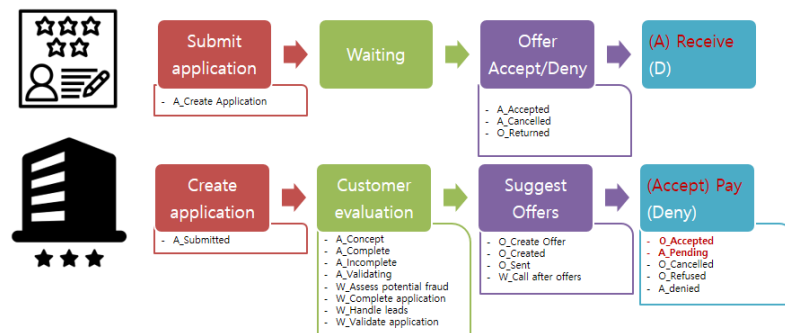 Submit
application
- A_Create Application
Waiting
Offer
Accept/Deny
- A_Accepted
- A_Cancelled
- O_Returned
(A) Receive
(D)
Create
application
- A_Submitted
Customer
evaluation
- A_Concept
- A_Complete
- A_Incomplete
- A_Validating
- W_Assess potential fraud
- W_Complete application
- W_Handle leads
- W_Validate application
Suggest
Offers
- O_Create Offer
- O_Created
- O_Sent
- W_Call after offers
(Accept) Pay
(Deny)
- O_Accepted
- A_Pending
- O_Cancelled
- O_Refused
- A_denied